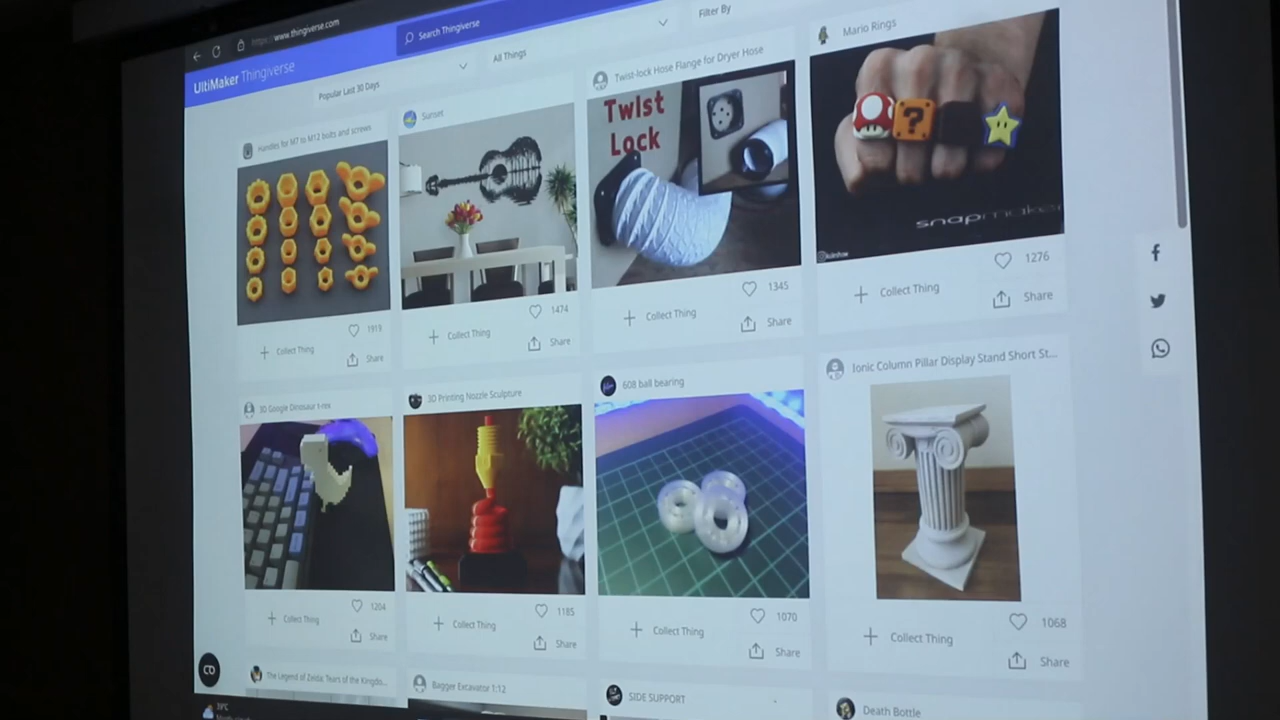 https://www.thingiverse.com
UltiMaker Thingiverse
Search Thingiverse
Popular Last 30 Days
All Things
Filter By
Handles for M7 to M12 bolts and screws
Sunset
Twist-lock Hose Flange for Dryer Hose
Mario Rings
Twist
Lock
?
snapmaker
1919
1474
1345
1276
Collect Thing
Share
Collect Thing
Share
Collect Thing
Share
Collect Thing
Share
3D Google Dinosaur t-rex
3D Printing Nozzle Sculpture
608 ball bearing
Ionic Column Pillar Display Stand Short St...
1204
1185
1070
1068
Collect Thing
Share
Collect Thing
Share
Collect Thing
Share
Collect Thing
Share
The Legend of Zelda: Tears of the Kingdo...
Bagger Excavator 1:12
SIDE SUPPORT
Death Bottle